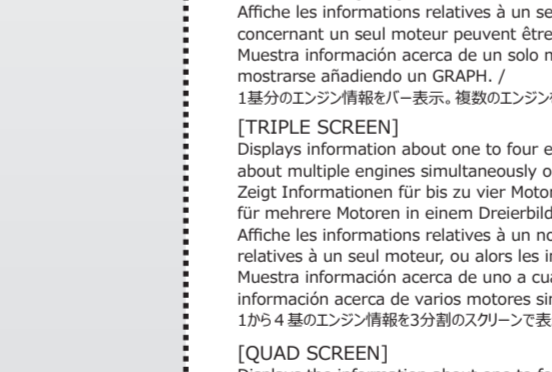 Affiche les informations relatives à un se
concernant un seul moteur peuvent être
Muestra información acerca de un solo
mostrarse añadiendo un GRAPH. /
1基分のエンジン情報をバー表示。複数のエンジン
[TRIPLE SCREEN]
Displays information about one to four e
about multiple engines simultaneously o
Zeigt Informationen für bis zu vier Motor
für mehrere Motoren in einem Dreierbild
Affiche les informations relatives à un
relatives à un seul moteur, ou alors les
Muestra información acerca de uno a
información acerca de varios motores
1から4基のエンジン情報を3分割のスクリーンで表
[QUAD SCREEN]